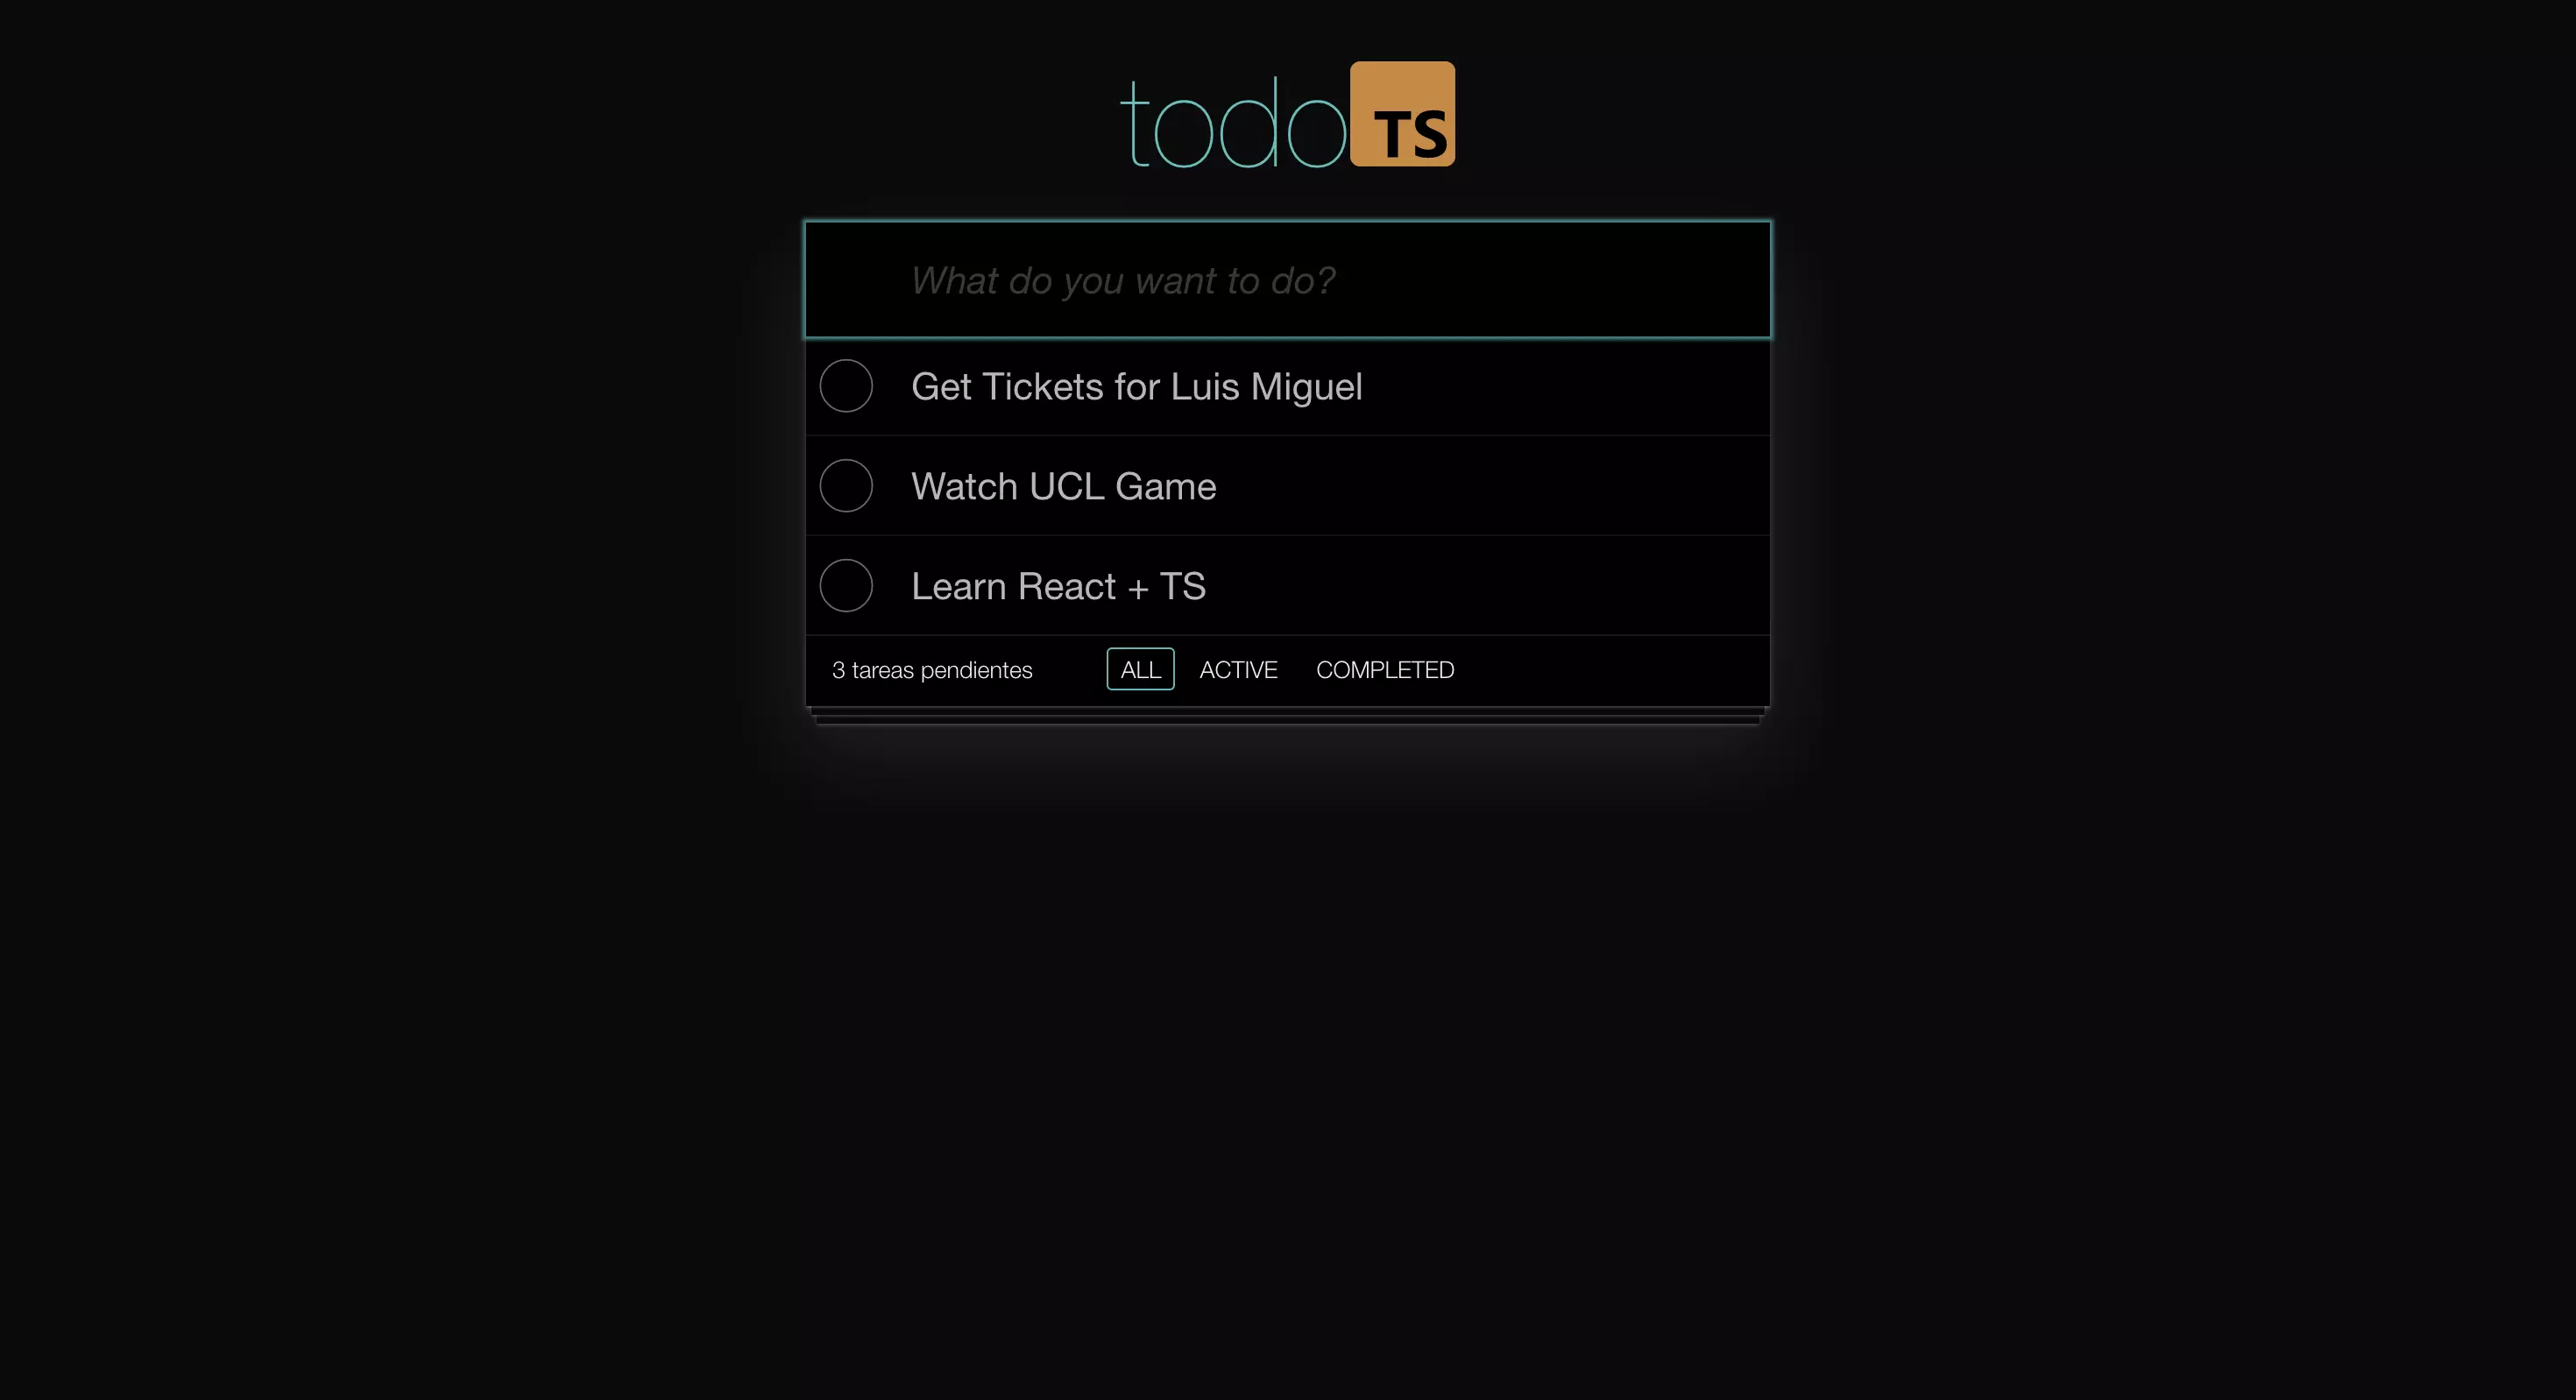 todo TS
What do you want to do?
Get Tickets for Luis Miguel
Watch UCL Game
Learn React + TS
3 tareas pendientes ALL ACTIVE COMPLETED